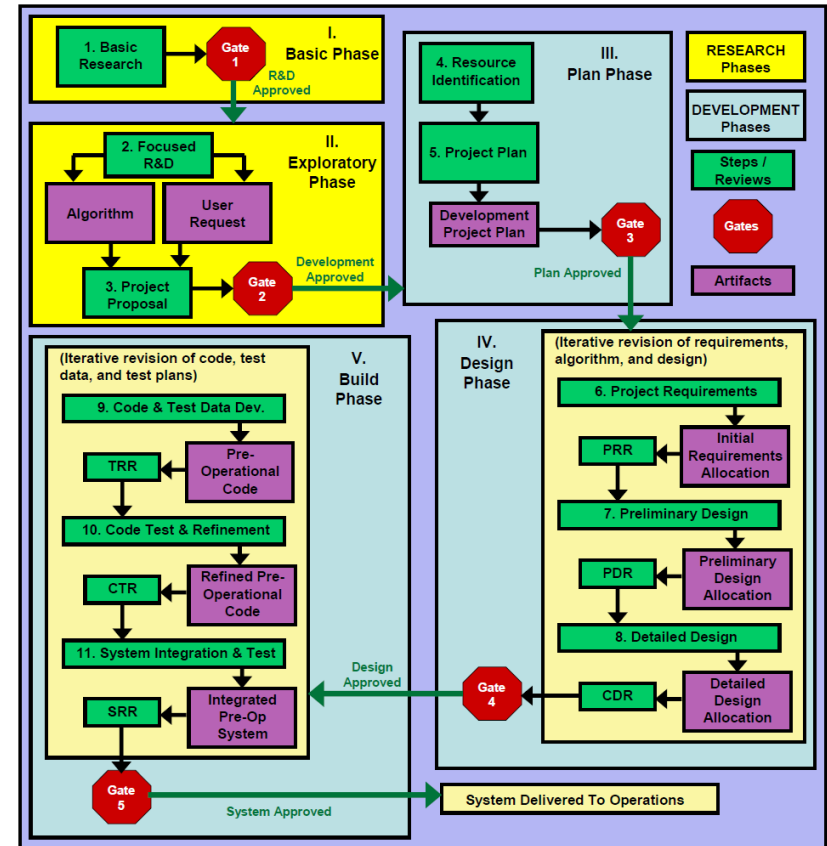 I.
Basic Phase
1. Basic
Research
Gate
1
R&D
Approved
II.
Exploratory
Phase
2. Focused
R&D
Algorithm
User
Request
3. Project
Proposal
Gate
2
Development
Approved
III.
Plan Phase
4. Resource
Identification
5. Project Plan
Development
Project Plan
Gate
3
Plan Approved
RESEARCH
Phases
DEVELOPMENT
Phases
Steps /
Reviews
Gates
Artifacts
IV.
Design
Phase
(Iterative revision of requirements,
algorithm, and design)
6. Project Requirements
Initial
Requirements
Allocation
PRR
7. Preliminary Design
Preliminary
Design
Allocation
PDR
8. Detailed Design
Detailed
Design
Allocation
CDR
Gate
4
Design
Approved
V.
Build
Phase
(Iterative revision of code, test
data, and test plans)
9. Code & Test Data Dev.
Pre-
Operational
Code
TRR
10. Code Test & Refinement
Refined Pre-
Operational
Code
CTR
11. System Integration & Test
Integrated
Pre-Op
System
SRR
Gate
5
System Approved
System Delivered To Operations